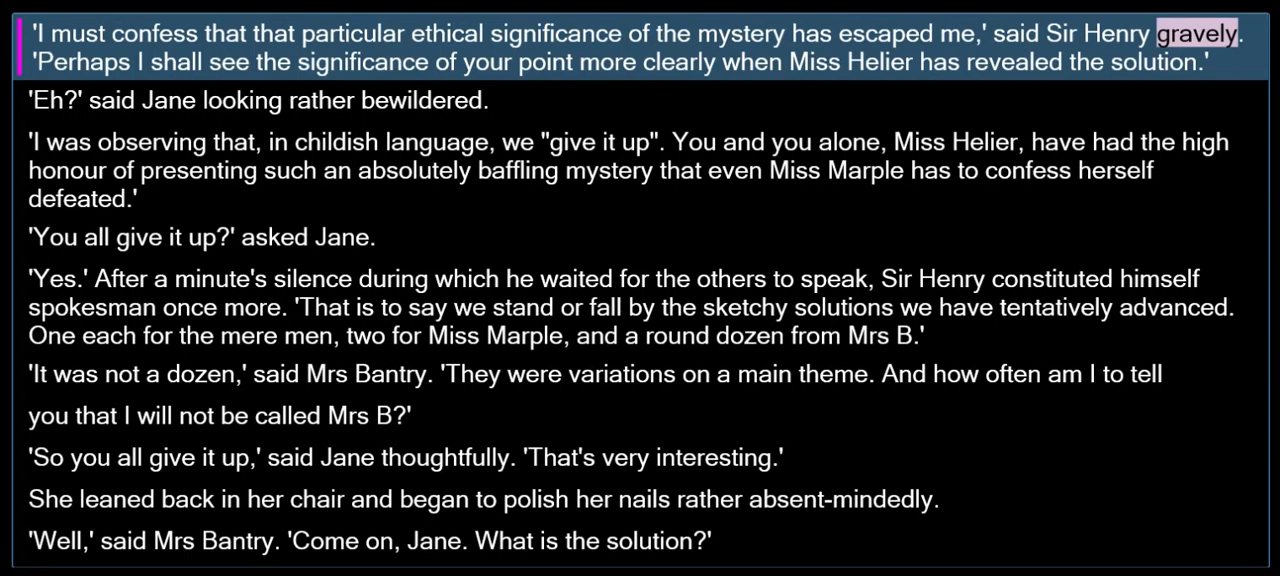 'I must confess that that particular ethical significance of the mystery has escaped me,' said Sir Henry gravely.
'Perhaps I shall see the significance of your point more clearly when Miss Helier has revealed the solution.'
'Eh?' said Jane looking rather bewildered.
'I was observing that, in childish language, we "give it up". You and you alone, Miss Helier, have had the high
honour of presenting such an absolutely baffling mystery that even Miss Marple has to confess herself
defeated.'
'You all give it up?' asked Jane.
'Yes.' After a minute's silence during which he waited for the others to speak, Sir Henry constituted himself
spokesman once more. 'That is to say we stand or fall by the sketchy solutions we have tentatively advanced.
One each for the mere men, two for Miss Marple, and a round dozen from Mrs B.'
'It was not a dozen,' said Mrs Bantry. 'They were variations on a main theme. And how often am I to tell
you that I will not be called Mrs B?'
'So you all give it up,' said Jane thoughtfully. 'That's very interesting.'
She leaned back in her chair and began to polish her nails rather absent-mindedly.
'Well,' said Mrs Bantry. 'Come on, Jane. What is the solution?'